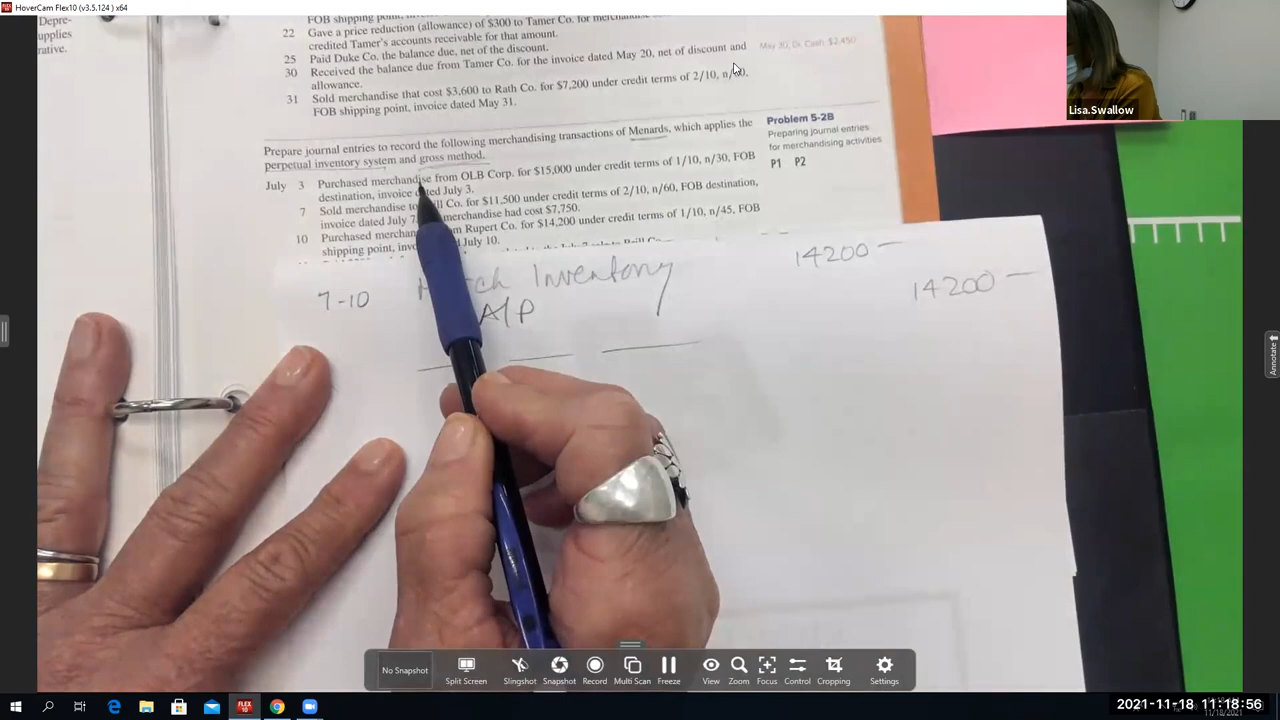 HoverCam Flex10 (v3.5.124) x64
Depre-
upplies
rative.
22 Gave a price reduction (allowance) of $300 to Tamer Co. for
credited Tamer's accounts receivable for that amount.
25 Paid Duke Co. the balance due, net of the discount.
30 Received the balance due from Tamer Co. for the invoice dated May 20, net of discount and
allowance.
May 30, Dr. Cash, $2,450
31 Sold merchandise that cost $3,600 to Rath Co. for $7,200 under credit terms of 2/10,
FOB shipping point, invoice dated May 31.
Prepare journal entries to record the following merchandising transactions of Menards, which applies the
perpetual inventory system and gross method.
Problem 5-2B
Preparing journal entries
for merchandising activities
P1 P2
July 3 Purchased merchandise from OLB Corp. for $15,000 under credit terms of 1/10, n/30, FOB
destination, invoice dated July 3.
7 Sold merchandise to Co. for $11,500 under credit terms of 2/10, n/60, FOB destination,
invoice dated July 7. merchandise had cost $7,750.
10 Purchased Rupert Co. for $14,200 under credit terms of 1/10, n/45, FOB
shipping point, July 10.
7-10 Inventory 14200 —
A/P 14200 —
Lisa.Swallow
Annotate
No Snapshot
Split Screen
Slingshot
Snapshot
Record
Multi Scan
Freeze
View
Zoom
Focus
Control
Cropping
Settings
2021-11-18 11:18:56